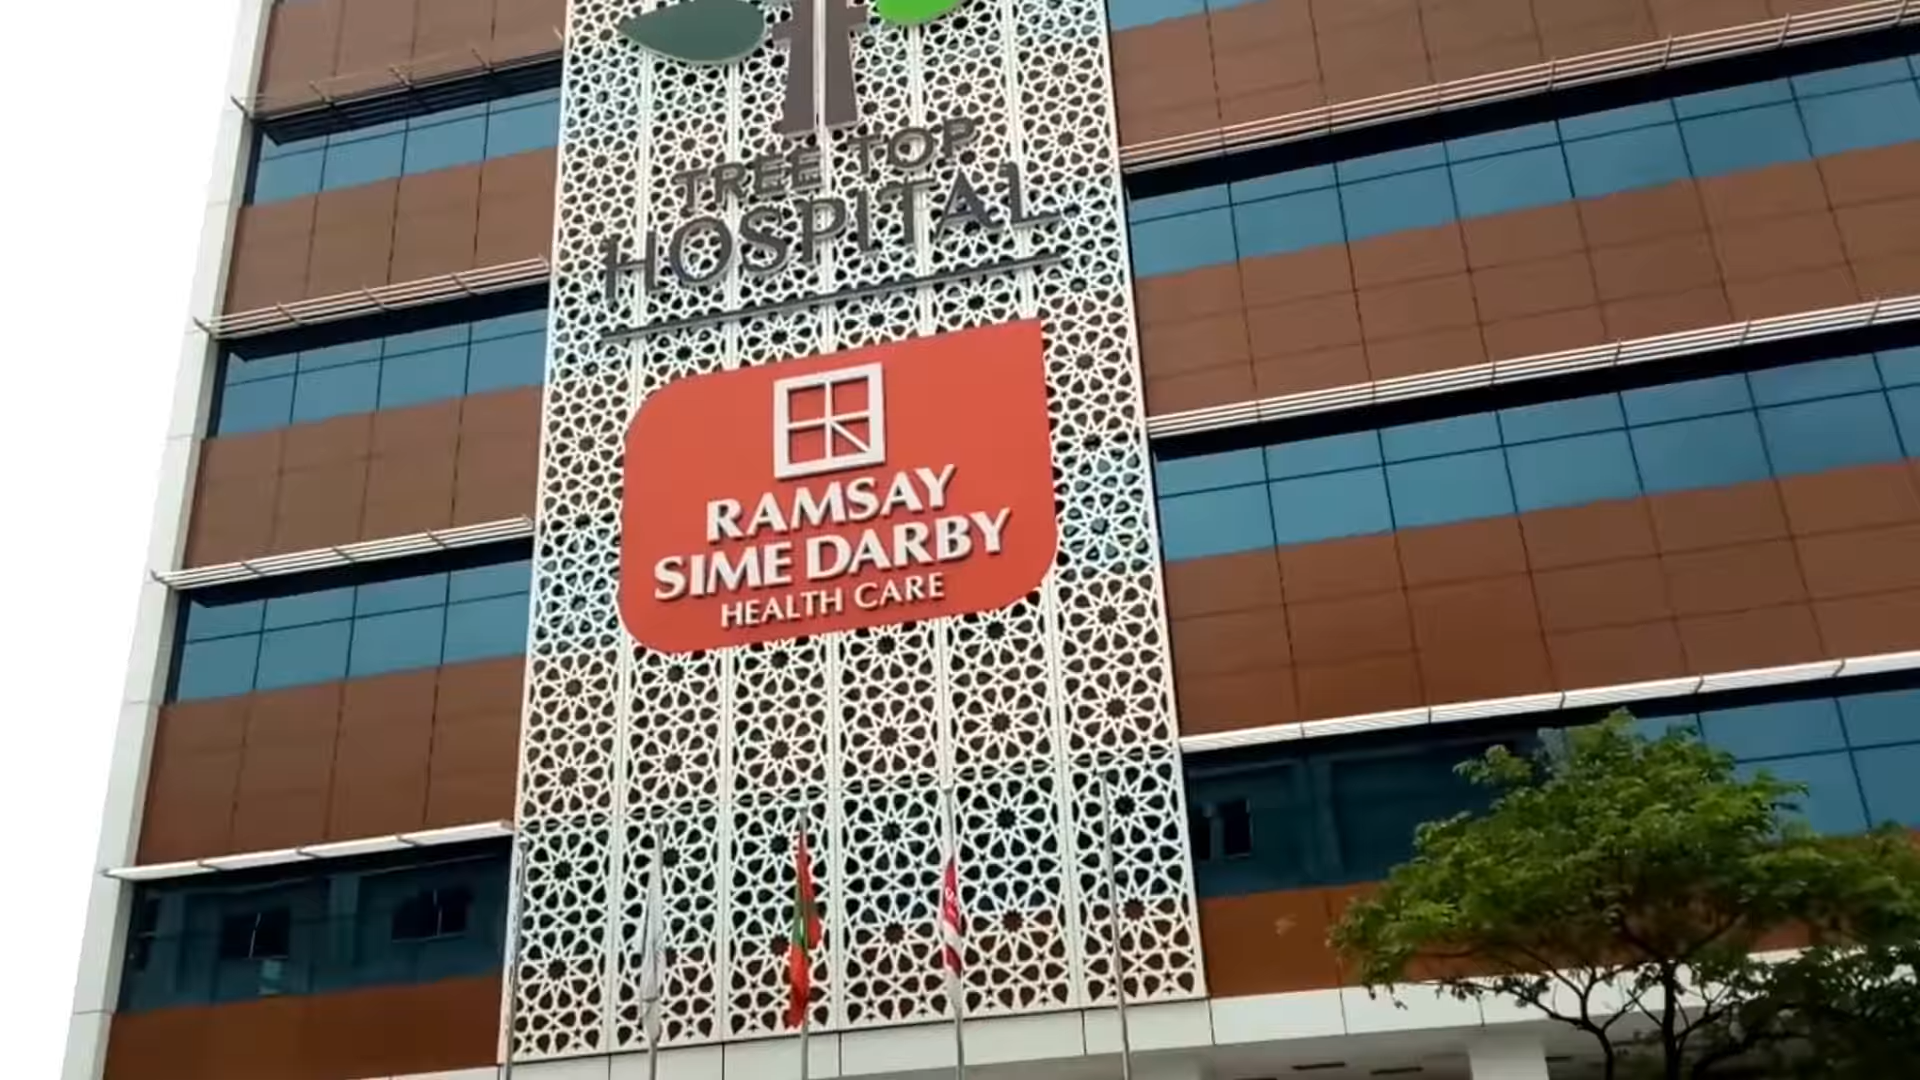 TREE TOP
HOSPITAL
RAMSAY
SIME DARBY
HEALTH CARE